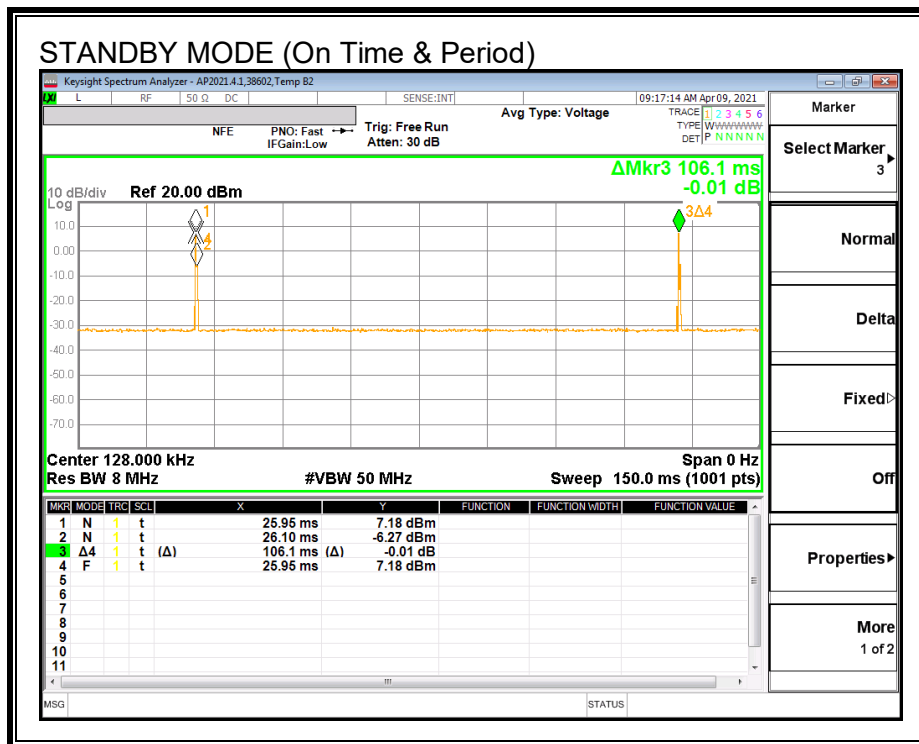 STANDBY MODE (On Time & Period)
Keysight Spectrum Analyzer - AP2021.4.1,38602,Temp B2
LXI L RF 50 Ω DC SENSE:INT 09:17:14 AM Apr 09, 2021
Avg Type: Voltage TRACE 1 2 3 4 5 6
NFE PNO: Fast Trig: Free Run TYPE WWWWWW
IFGain:Low Atten: 30 dB DET P N N N N N
ΔMkr3 106.1 ms
-0.01 dB
10 dB/div Ref 20.00 dBm
Log
10.0
0.00
-10.0
-20.0
-30.0
-40.0
-50.0
-60.0
-70.0
1
4
2
3Δ4
Center 128.000 kHz Span 0 Hz
Res BW 8 MHz #VBW 50 MHz Sweep 150.0 ms (1001 pts)
MKR MODE TRC SCL X Y FUNCTION FUNCTION WIDTH FUNCTION VALUE
1 N 1 t 25.95 ms 7.18 dBm
2 N 1 t 26.10 ms -6.27 dBm
3 Δ4 1 t (Δ) 106.1 ms (Δ) -0.01 dB
4 F 1 t 25.95 ms 7.18 dBm
5
6
7
8
9
10
11
MSG STATUS
Marker
Select Marker
3
Normal
Delta
Fixed
Off
Properties
More
1 of 2